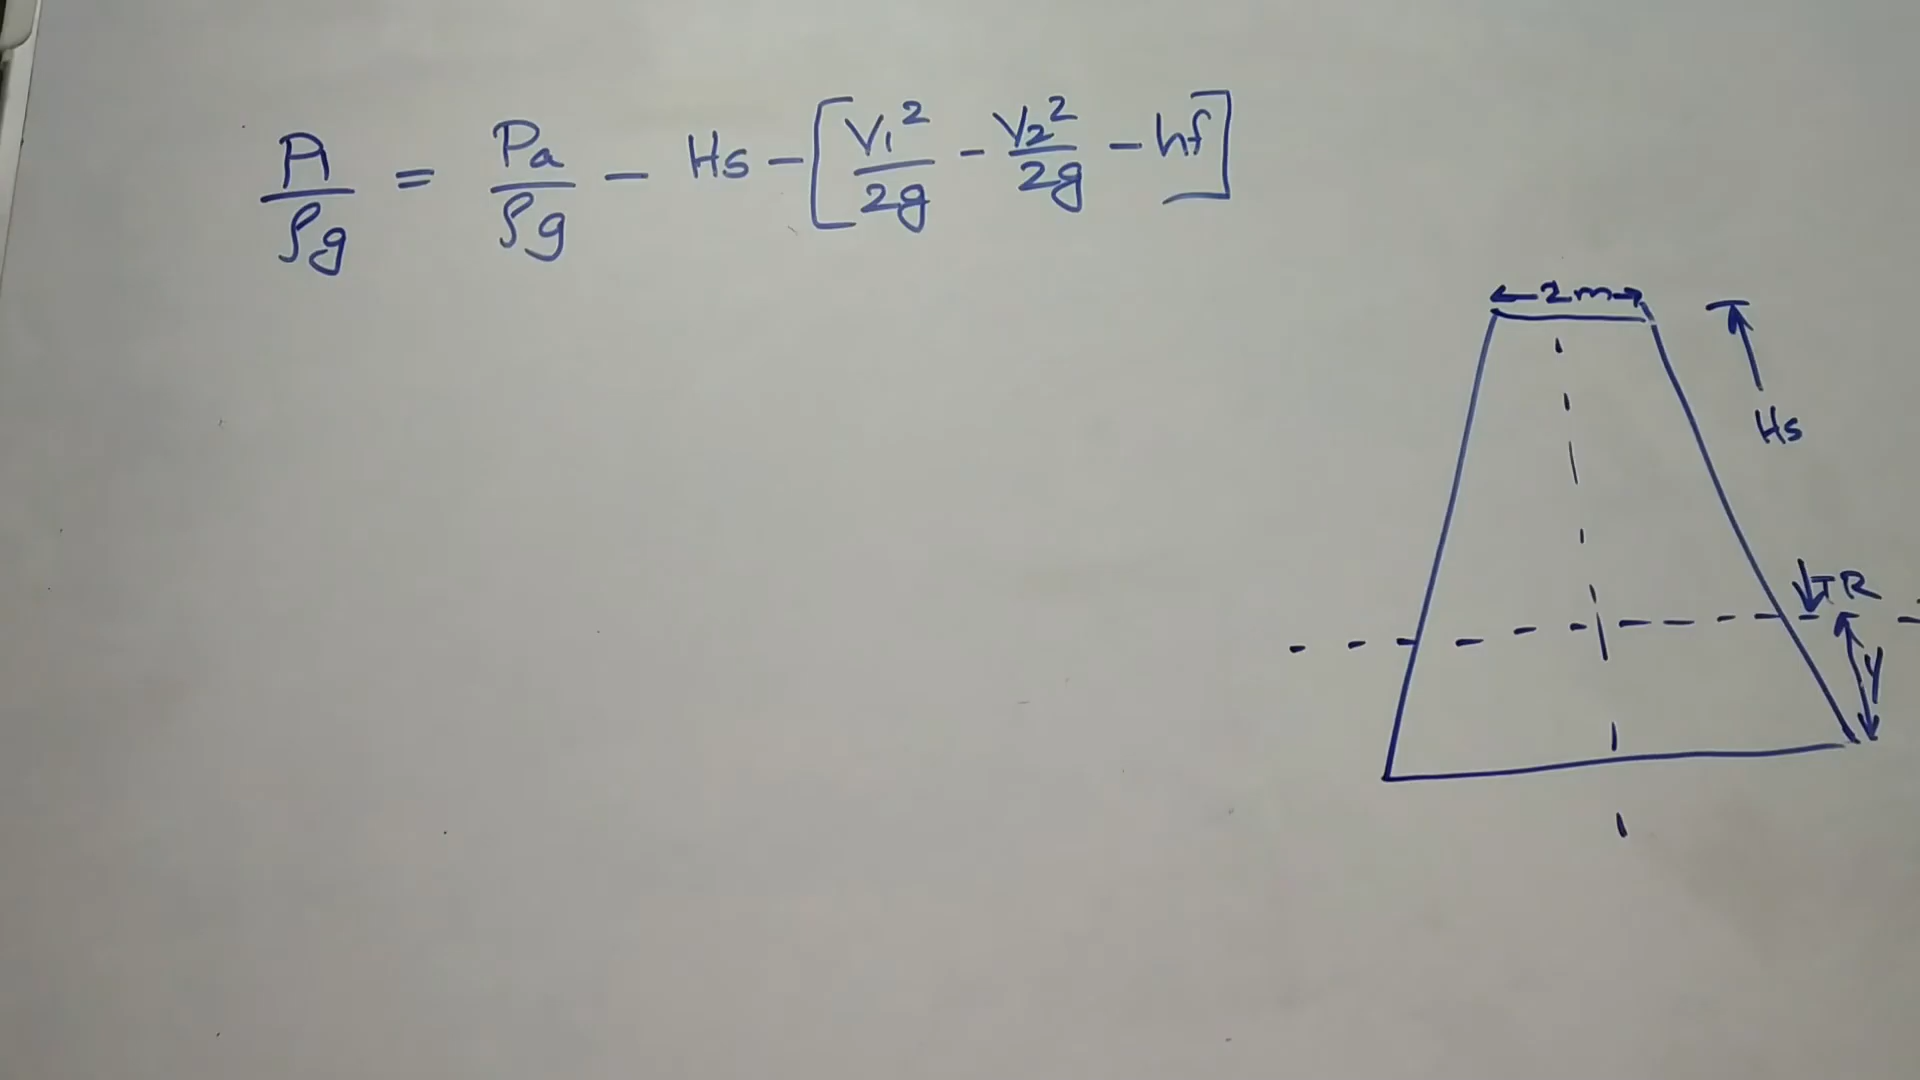 P1/ρg = Pa/ρg - Hs - [V1²/2g - V2²/2g - hf]
2m
Hs
TR
y